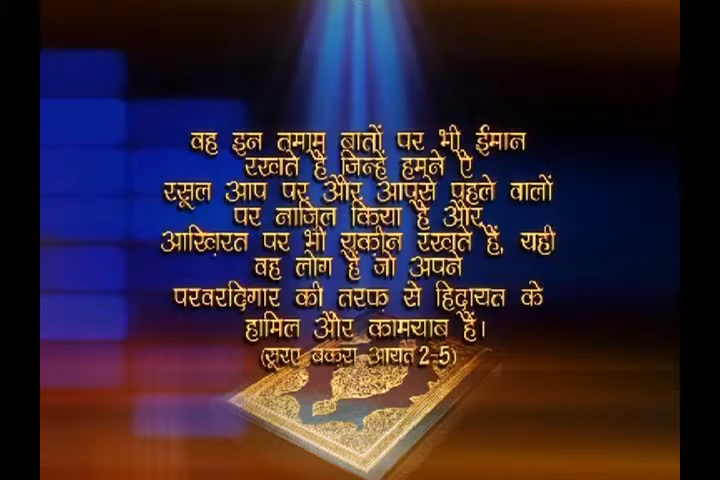 वह इन तमाम बातों पर भी ईमान
रखते हैं जिन्हें हमने ऐ
रसूल आप पर और आपसे पहले वालों
पर नाज़िल किया है और
आख़िरत पर भी यक़ीन रखते हैं, यही
वह लोग हैं जो अपने
परवरदिगार की तरफ़ से हिदायत के
हामिल और कामयाब हैं।
(सूरए बकरा आयत 2-5)